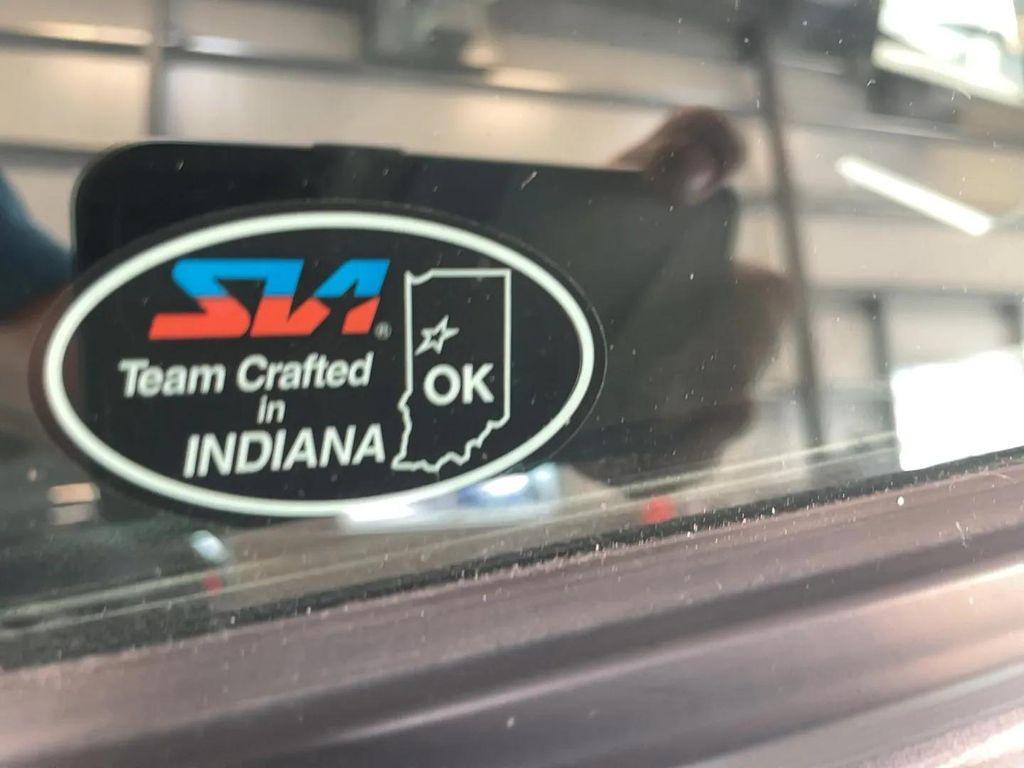 SIA®
Team Crafted
in
INDIANA
OK